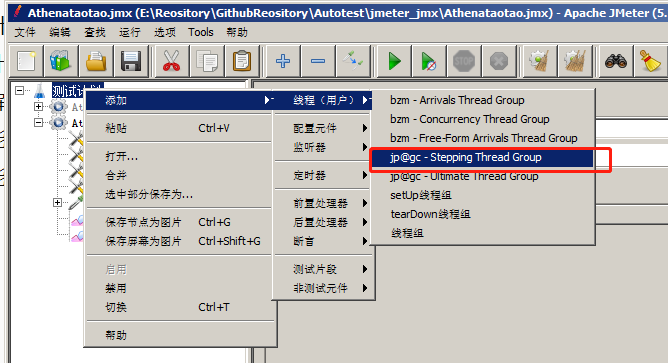 Athenataotao.jmx (E:\Reository\GithubReository\Autotest\jmeter_jmx\Athenataotao.jmx) - Apache JMeter (5.
文件 编辑 查找 运行 选项 Tools 帮助
测试计划
At
At
添加
粘贴 Ctrl+V
打开...
合并
选中部分保存为...
保存节点为图片 Ctrl+G
保存屏幕为图片 Ctrl+Shift+G
启用
禁用
切换 Ctrl+T
帮助
线程（用户）
配置元件
监听器
定时器
前置处理器
后置处理器
断言
测试片段
非测试元件
bzm - Arrivals Thread Group
bzm - Concurrency Thread Group
bzm - Free-Form Arrivals Thread Group
jp@gc - Stepping Thread Group
jp@gc - Ultimate Thread Group
setUp线程组
tearDown线程组
线程组